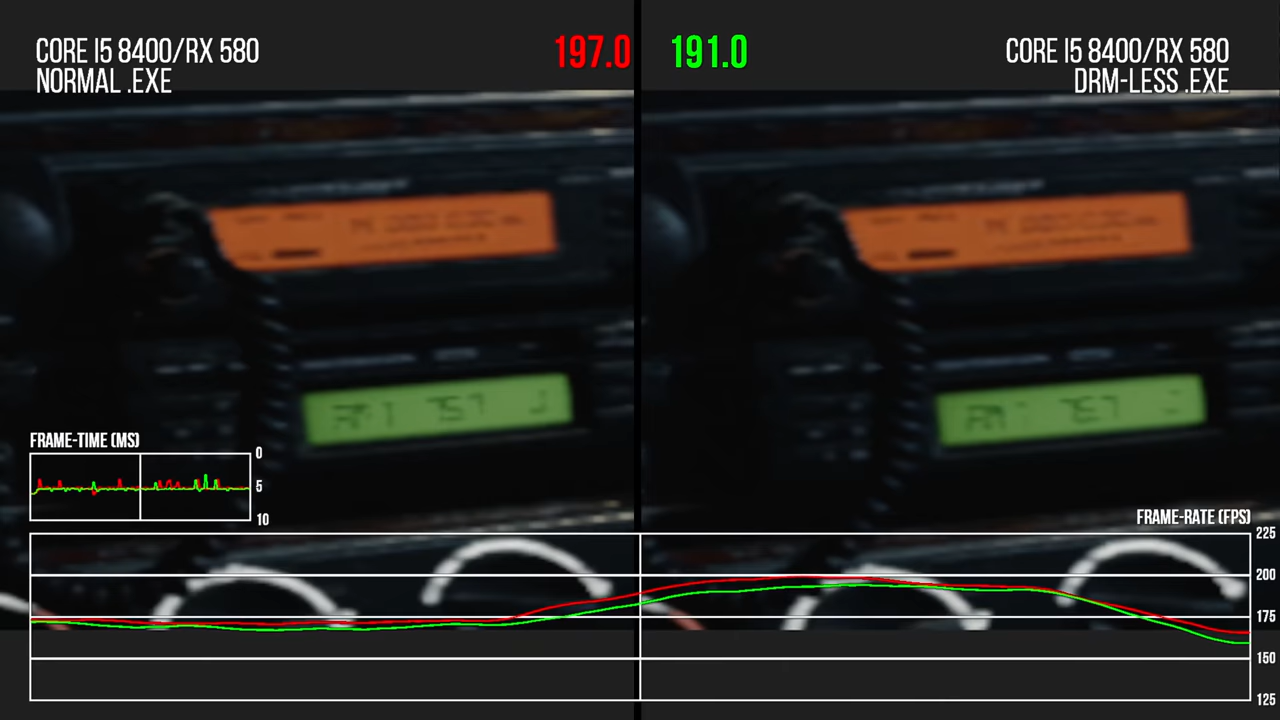 CORE I5 8400/RX 580
NORMAL .EXE
197.0
191.0
CORE I5 8400/RX 580
DRM-LESS .EXE
FRAME-TIME (MS)
0
5
10
FRAME-RATE (FPS)
225
200
175
150
125